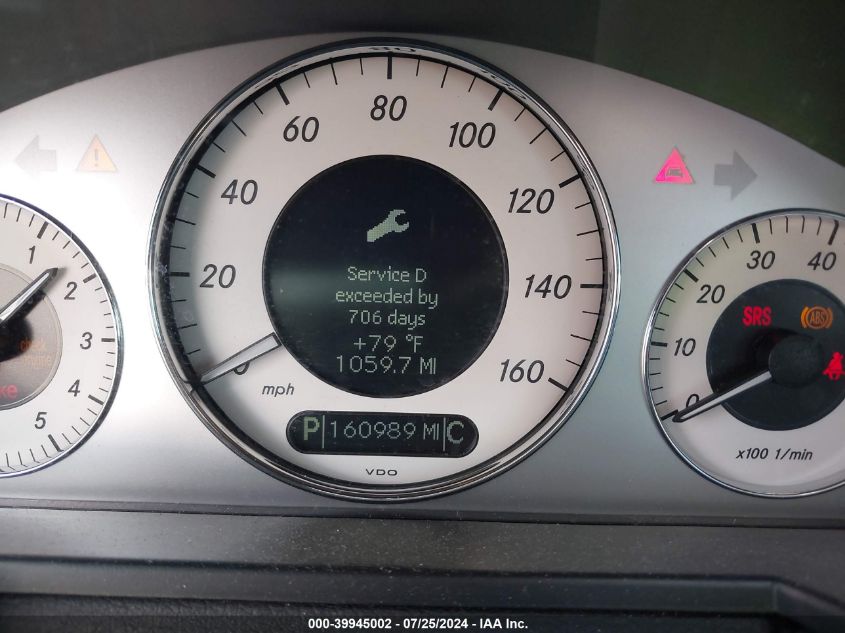 80
60
100
40
120
20
140
0
160
mph
Service D
exceeded by
706 days
+79 °F
1059.7 MI
P 160989 MI C
VDO
1
2
3
4
5
check
engine
0
10
20
30
40
SRS
ABS
x100 1/min
000-39945002 - 07/25/2024 - IAA Inc.